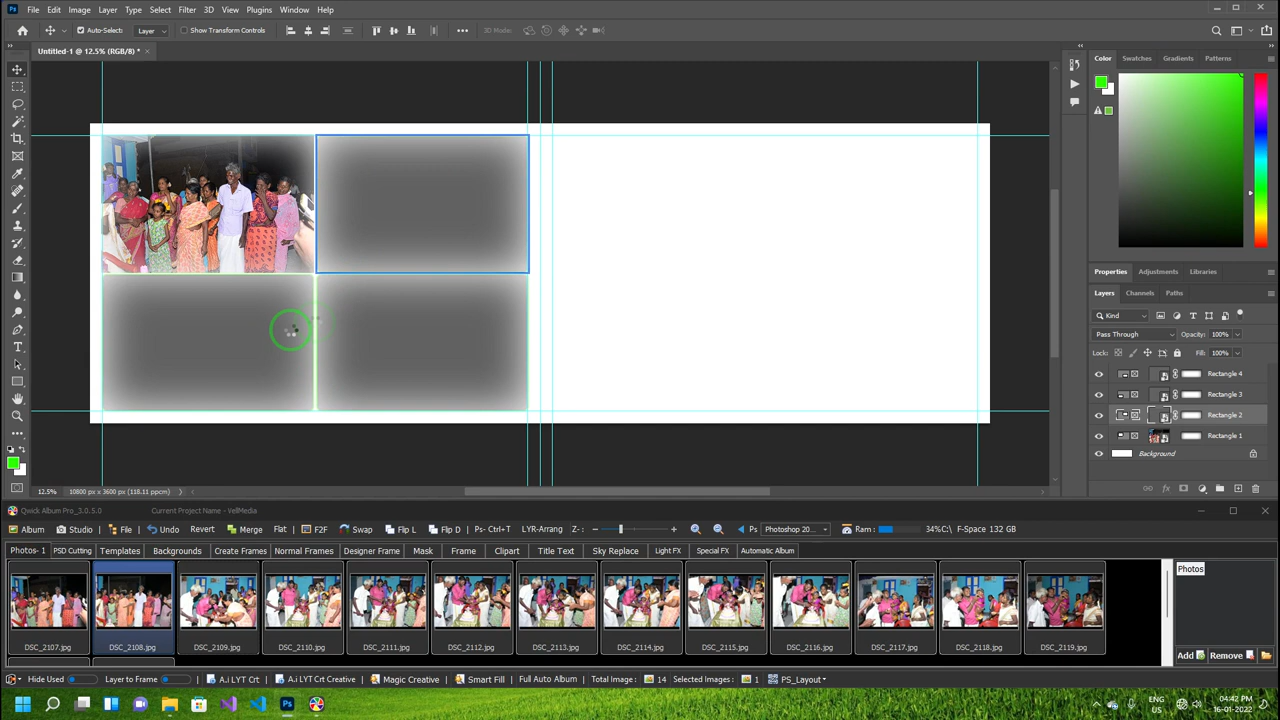 Ps File Edit Image Layer Type Select Filter 3D View Plugins Window Help
Auto-Select: Layer Show Transform Controls 3D Mode:
Untitled-1 @ 12.5% (RGB/8) *
Color Swatches Gradients Patterns
Properties Adjustments Libraries
Layers Channels Paths
Kind
Pass Through Opacity: 100%
Lock: Fill: 100%
Rectangle 4
Rectangle 3
Rectangle 2
Rectangle 1
Background
12.5% 10800 px x 3600 px (118.11 ppcm)
Qwick Album Pro_3.0.5.0 Current Project Name - VellMedia
Album Studio File Undo Revert Merge Flat F2F Swap Flip L Flip D Ps- Ctrl+T LYR-Arrang Z:- Ps Photoshop 20... Ram: 34%C:\ F-Space 132 GB
Photos- 1 PSD Cutting Templates Backgrounds Create Frames Normal Frames Designer Frame Mask Frame Clipart Title Text Sky Replace Light FX Special FX Automatic Album
Photos
DSC_2107.jpg DSC_2108.jpg DSC_2109.jpg DSC_2110.jpg DSC_2111.jpg DSC_2112.jpg DSC_2113.jpg DSC_2114.jpg DSC_2115.jpg DSC_2116.jpg DSC_2117.jpg DSC_2118.jpg DSC_2119.jpg
Add Remove
Hide Used Layer to Frame A.i LYT Crt A.i LYT Crt Creative Magic Creative Smart Fill Full Auto Album Total Image: 14 Selected Images: 1 PS_Layout
Ps ENG US 04:42 PM 16-01-2022